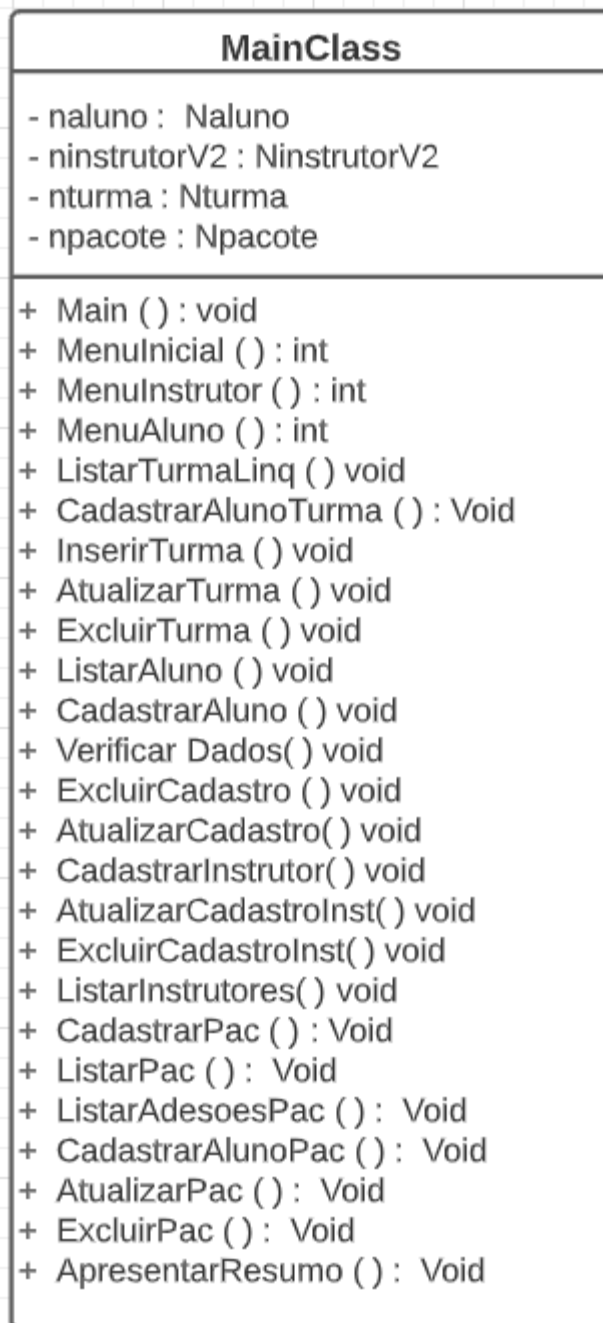 MainClass
- naluno : Naluno
- ninstrutorV2 : NinstrutorV2
- nturma : Nturma
- npacote : Npacote
+ Main ( ) : void
+ MenuInicial ( ) : int
+ MenuInstrutor ( ) : int
+ MenuAluno ( ) : int
+ ListarTurmaLinq ( ) void
+ CadastrarAlunoTurma ( ) : Void
+ InserirTurma ( ) void
+ AtualizarTurma ( ) void
+ ExcluirTurma ( ) void
+ ListarAluno ( ) void
+ CadastrarAluno ( ) void
+ Verificar Dados( ) void
+ ExcluirCadastro ( ) void
+ AtualizarCadastro( ) void
+ CadastrarInstrutor( ) void
+ AtualizarCadastroInst( ) void
+ ExcluirCadastroInst( ) void
+ ListarInstrutores( ) void
+ CadastrarPac ( ) : Void
+ ListarPac ( ) : Void
+ ListarAdesoesPac ( ) : Void
+ CadastrarAlunoPac ( ) : Void
+ AtualizarPac ( ) : Void
+ ExcluirPac ( ) : Void
+ ApresentarResumo ( ) : Void